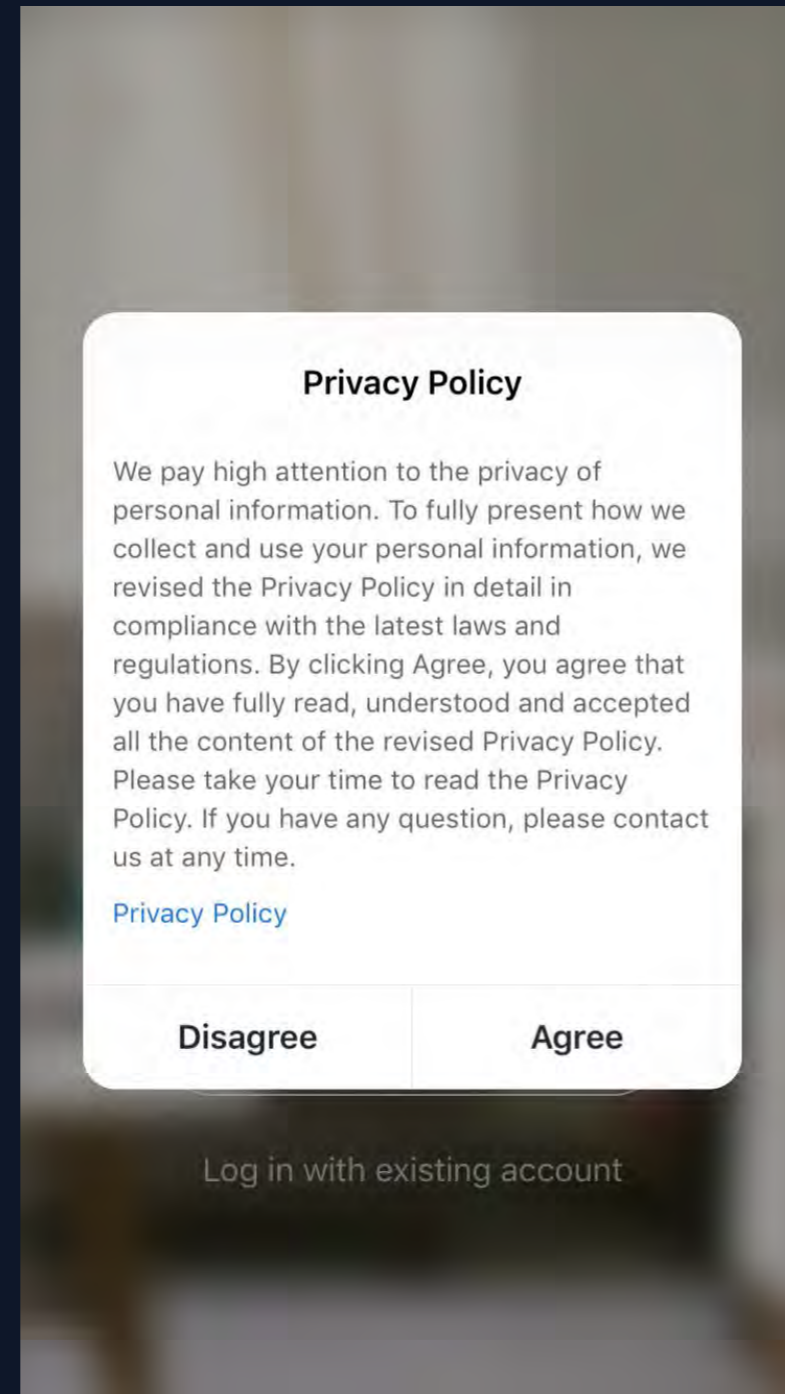 Privacy Policy
We pay high attention to the privacy of
personal information. To fully present how we
collect and use your personal information, we
revised the Privacy Policy in detail in
compliance with the latest laws and
regulations. By clicking Agree, you agree that
you have fully read, understood and accepted
all the content of the revised Privacy Policy.
Please take your time to read the Privacy
Policy. If you have any question, please contact
us at any time.
Privacy Policy
Disagree
Agree
Log in with existing account